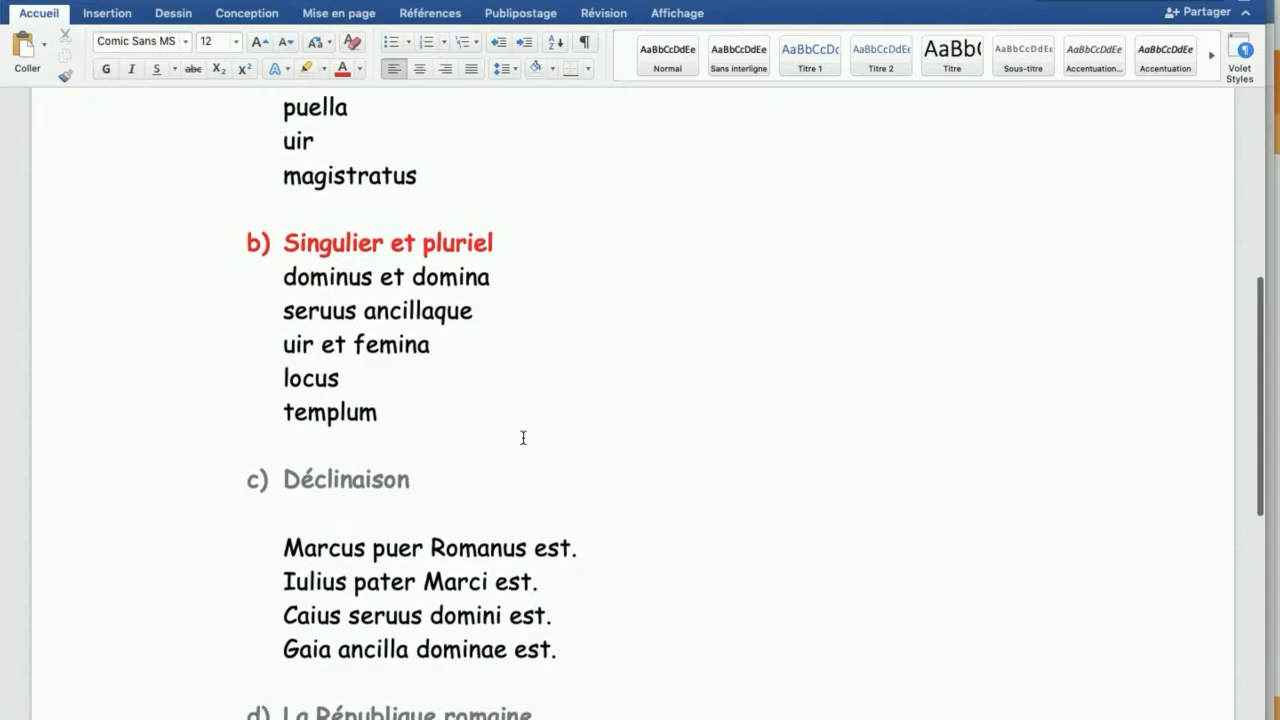 Accueil Insertion Dessin Conception Mise en page Références Publipostage Révision Affichage Partager
Coller
Comic Sans MS 12
G I S abc X₂ X² A A
AaBbCcDdEe AaBbCcDdEe AaBbCcDc AaBbCcDdEe AaBb( AaBbCcDdEe AaBbCcDdEe AaBbCcDdEe
Normal Sans interligne Titre 1 Titre 2 Titre Sous-titre Accentuation... Accentuation
Volet Styles
puella
uir
magistratus
b) Singulier et pluriel
dominus et domina
seruus ancillaque
uir et femina
locus
templum
c) Déclinaison
Marcus puer Romanus est.
Iulius pater Marci est.
Caius seruus domini est.
Gaia ancilla dominae est.
d) La République romaine